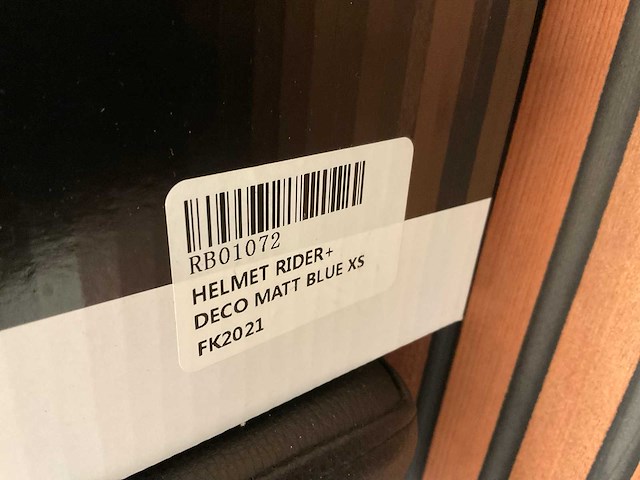 RB01072
HELMET RIDER+
DECO MATT BLUE XS
FK2021